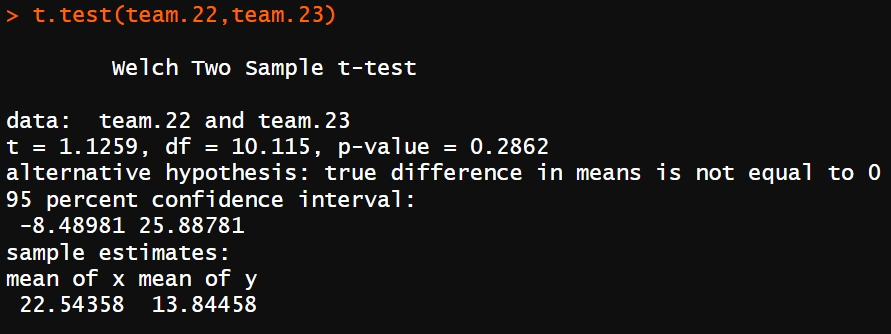 > t.test(team.22,team.23)
Welch Two Sample t-test
data:  team.22 and team.23
t = 1.1259, df = 10.115, p-value = 0.2862
alternative hypothesis: true difference in means is not equal to 0
95 percent confidence interval:
-8.48981 25.88781
sample estimates:
mean of x mean of y
22.54358  13.84458